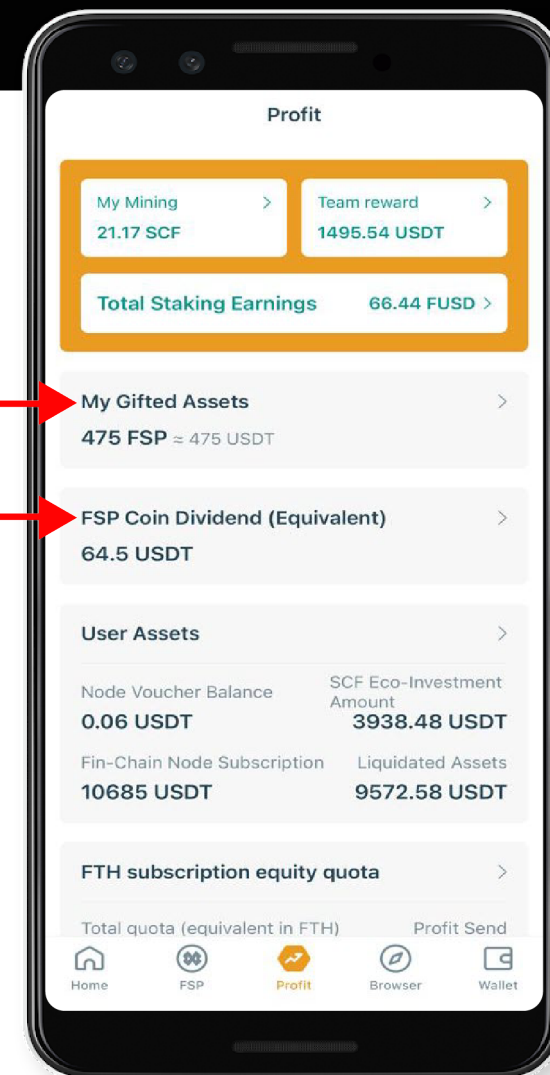 Profit
My Mining >
21.17 SCF
Team reward >
1495.54 USDT
Total Staking Earnings 66.44 FUSD >
My Gifted Assets >
475 FSP ≈ 475 USDT
FSP Coin Dividend (Equivalent) >
64.5 USDT
User Assets >
Node Voucher Balance
0.06 USDT
SCF Eco-Investment
Amount
3938.48 USDT
Fin-Chain Node Subscription
10685 USDT
Liquidated Assets
9572.58 USDT
FTH subscription equity quota >
Total quota (equivalent in FTH) Profit Send
Home FSP Profit Browser Wallet